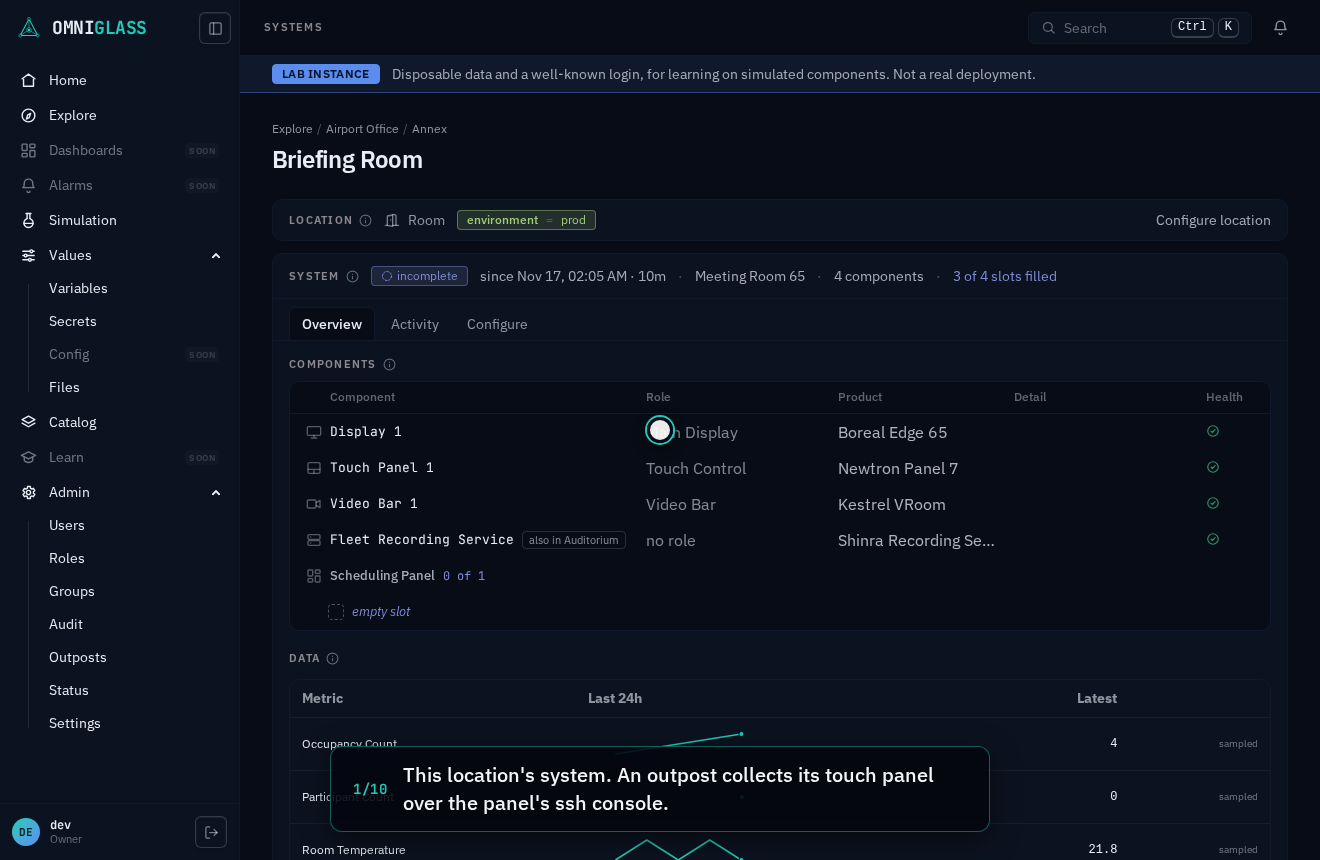 OMNIGLASS
SYSTEMS
Search Ctrl K
LAB INSTANCE Disposable data and a well-known login, for learning on simulated components. Not a real deployment.
Home
Explore
Dashboards SOON
Alarms SOON
Simulation
Values
Variables
Secrets
Config SOON
Files
Catalog
Learn SOON
Admin
Users
Roles
Groups
Audit
Outposts
Status
Settings
DE dev
Owner
Explore / Airport Office / Annex
Briefing Room
LOCATION Room environment = prod Configure location
SYSTEM incomplete since Nov 17, 02:05 AM · 10m · Meeting Room 65 · 4 components · 3 of 4 slots filled
Overview Activity Configure
COMPONENTS
Component Role Product Detail Health
Display 1 Display Boreal Edge 65
Touch Panel 1 Touch Control Newtron Panel 7
Video Bar 1 Video Bar Kestrel VRoom
Fleet Recording Service also in Auditorium no role Shinra Recording Se...
Scheduling Panel 0 of 1
empty slot
DATA
Metric Last 24h Latest
Occupancy Count 4 sampled
Participant Count 0 sampled
Room Temperature 21.8 sampled
1/10 This location's system. An outpost collects its touch panel
over the panel's ssh console.